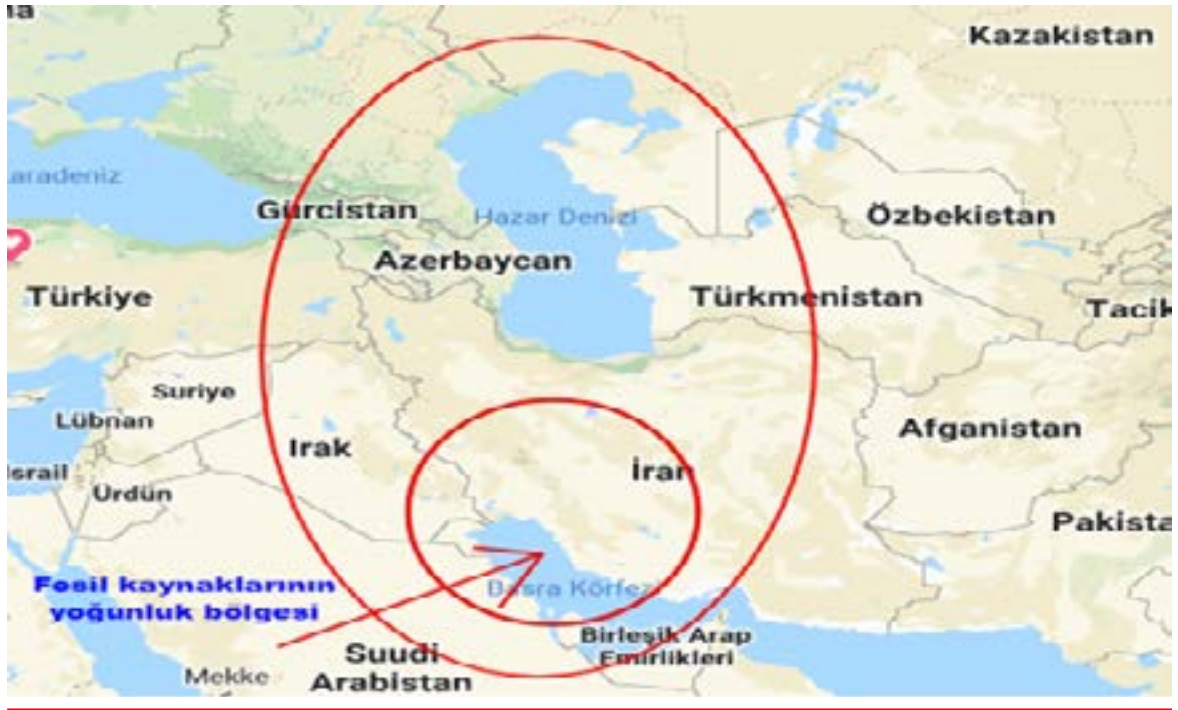 Kazakistan
aradeniz
Gürcistan
Hazar Denizi
Özbekistan
Azerbaycan
Türkiye
Türkmenistan
Tacik
Suriye
Lübnan
Irak
İran
Afganistan
srail
Ürdün
Pakista
Fosil kaynaklarının
yoğunluk bölgesi
Basra Körfezi
Birleşik Arap
Emirlikleri
Suudi
Arabistan
Mekke